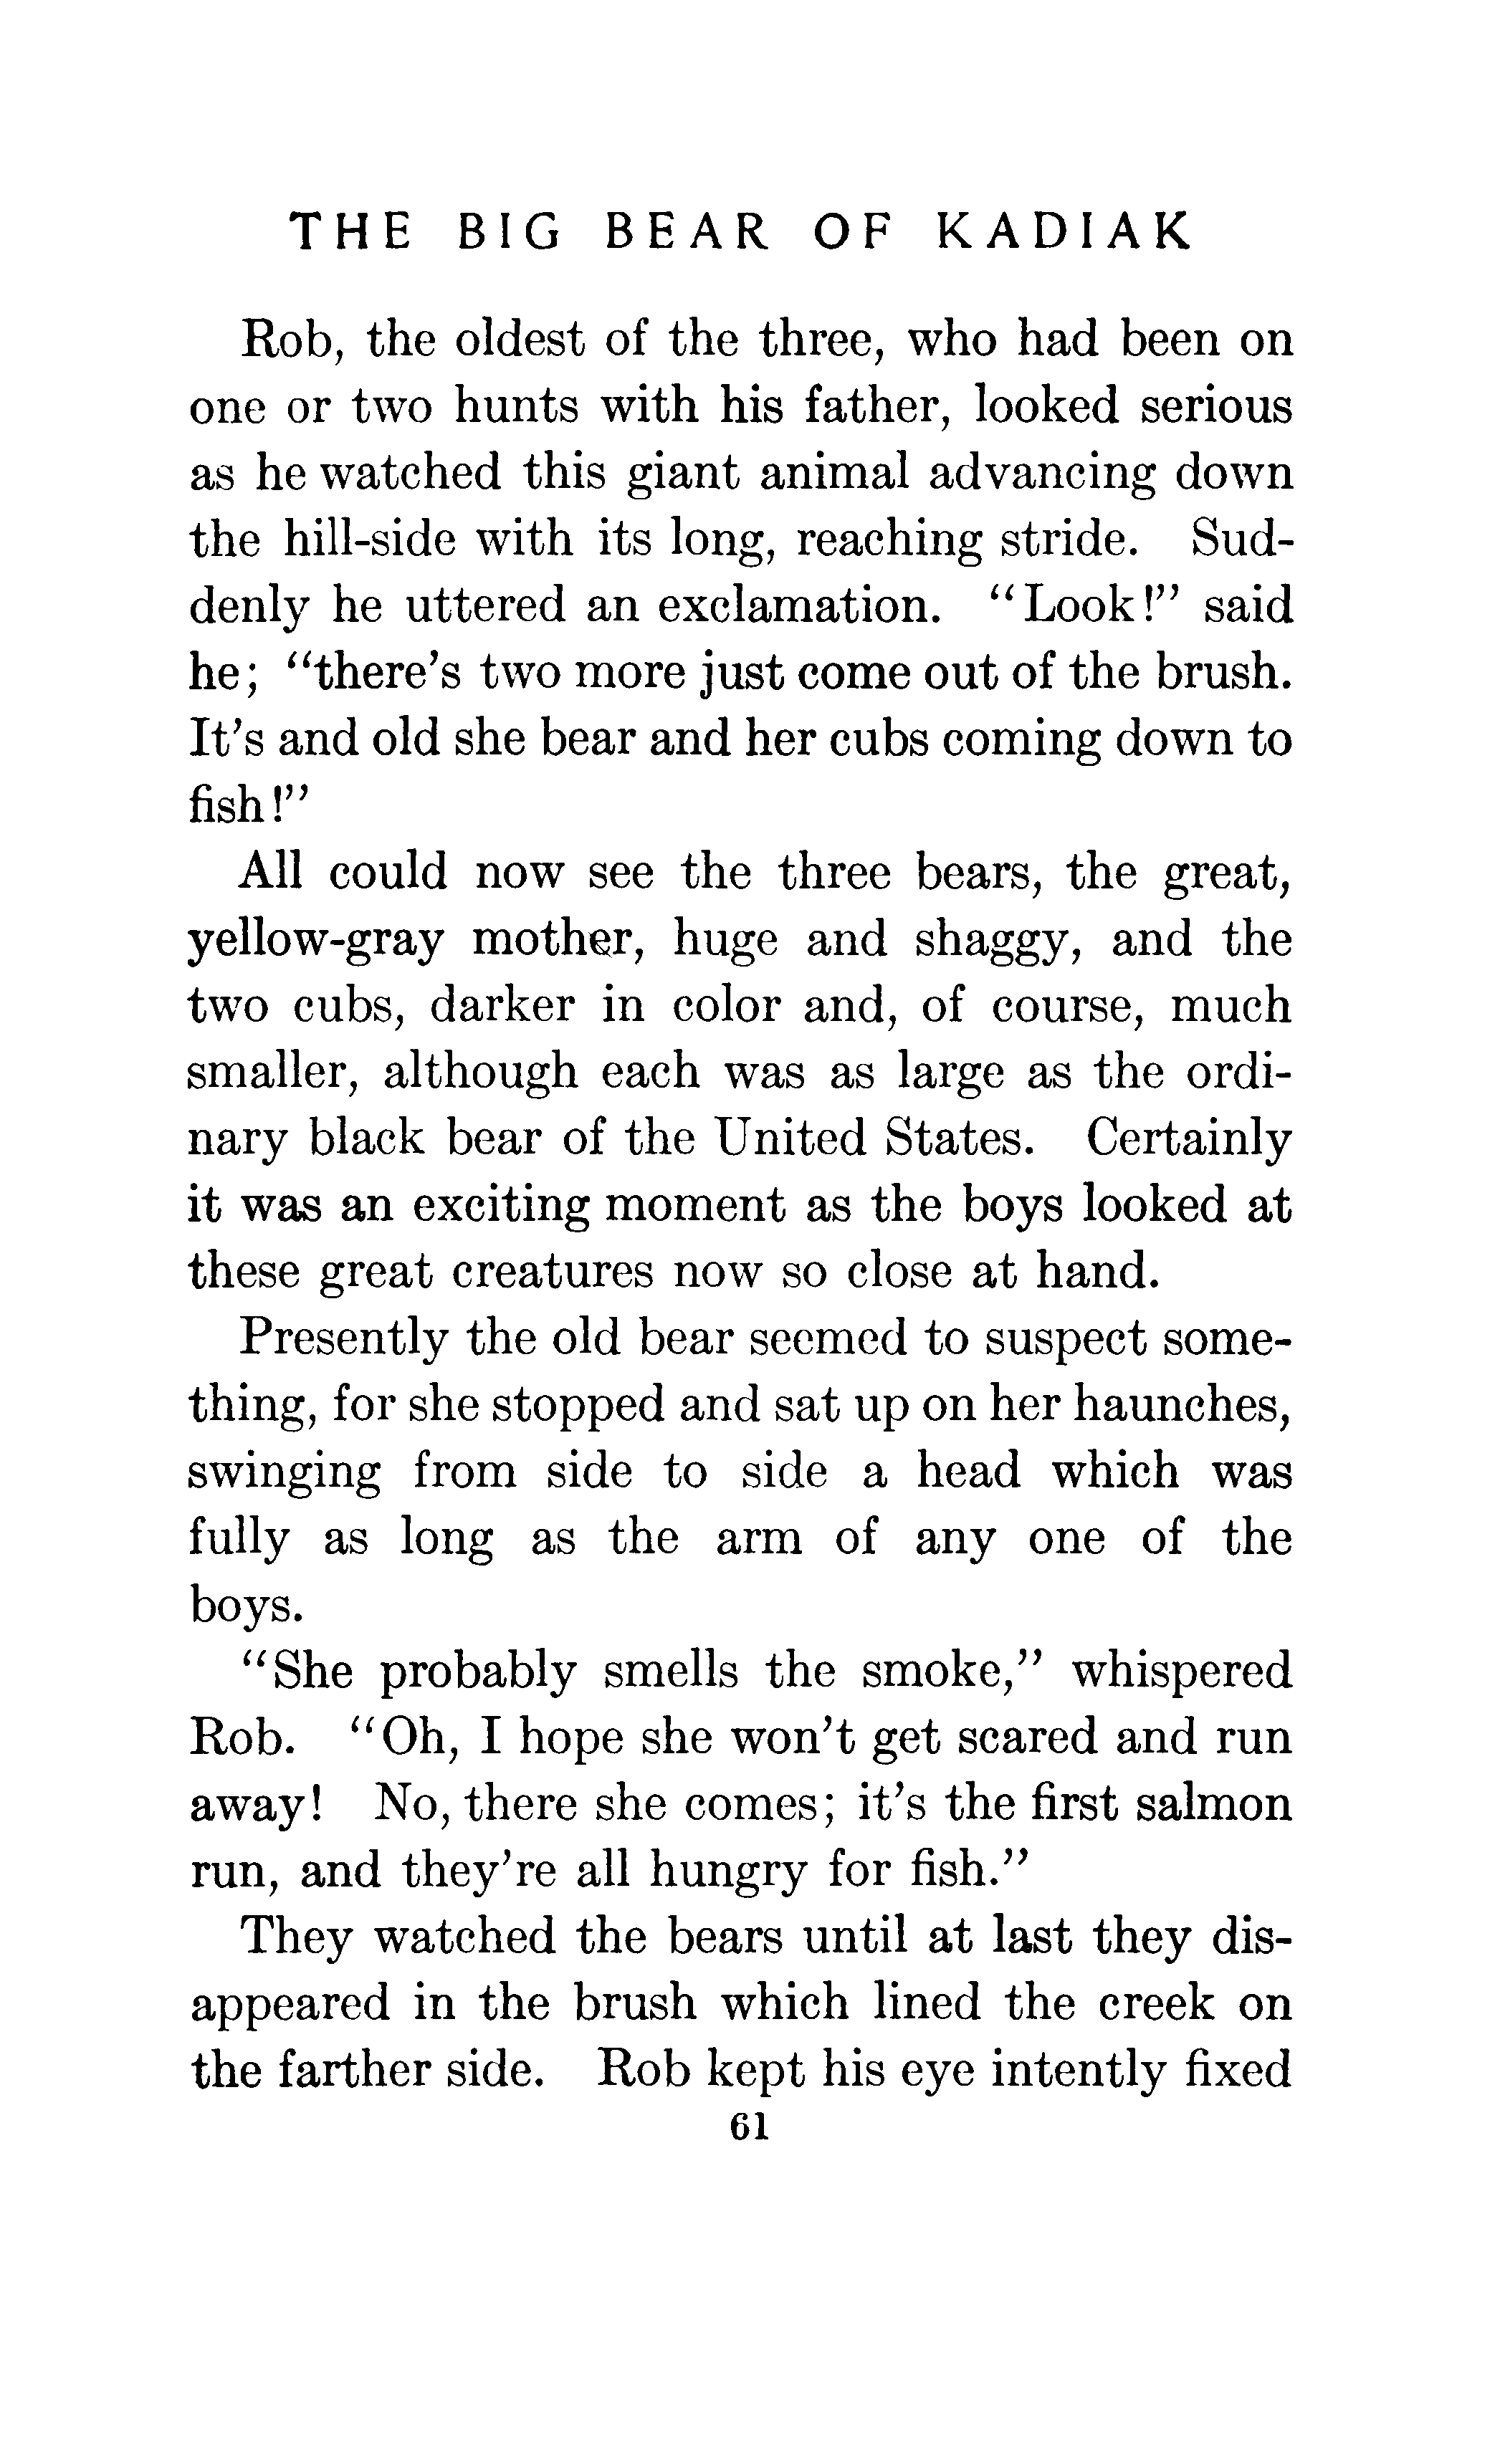 THE BIG BEAR OF KADIAK
Rob, the oldest of the three, who had been on
one or two hunts with his father, looked serious
as he watched this giant animal advancing down
the hill-side with its long, reaching stride. Sud-
denly he uttered an exclamation. "Look!" said
he; "there's two more just come out of the brush.
It's and old she bear and her cubs coming down to
fish!"
All could now see the three bears, the great,
yellow-gray mother, huge and shaggy, and the
two cubs, darker in color and, of course, much
smaller, although each was as large as the ordi-
nary black bear of the United States. Certainly
it was an exciting moment as the boys looked at
these great creatures now so close at hand.
Presently the old bear seemed to suspect some-
thing, for she stopped and sat up on her haunches,
swinging from side to side a head which was
fully as long as the arm of any one of the
boys.
"She probably smells the smoke," whispered
Rob. "Oh, I hope she won't get scared and run
away! No, there she comes; it's the first salmon
run, and they're all hungry for fish."
They watched the bears until at last they dis-
appeared in the brush which lined the creek on
the farther side. Rob kept his eye intently fixed
61